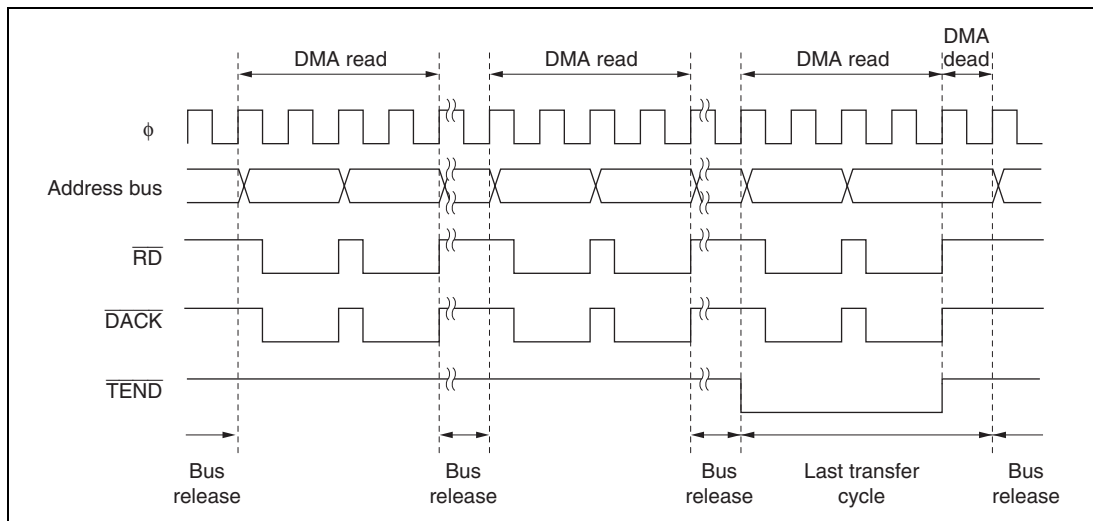 DMA read
DMA read
DMA read
DMA
dead
ϕ
Address bus
RD
DACK
TEND
Bus
release
Bus
release
Bus
release
Last transfer
cycle
Bus
release